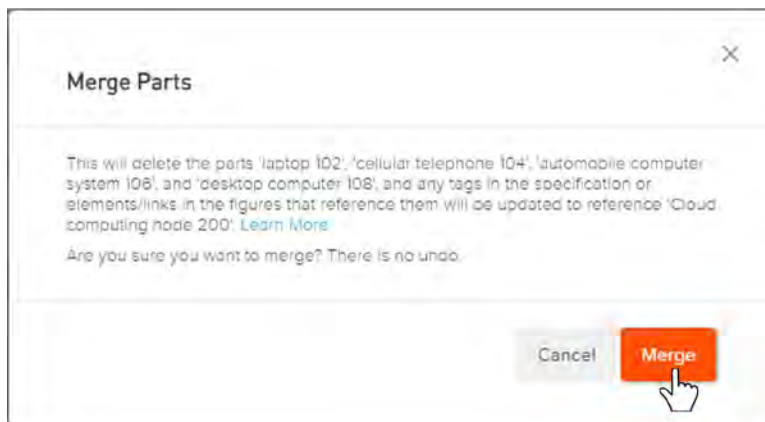 Merge Parts
This will delete the parts 'laptop 102', 'cellular telephone 104', 'automobile computer
system 106', and 'desktop computer 108', and any tags in the specification or
elements/links in the figures that reference them will be updated to reference 'Cloud
computing node 200'. Learn More
Are you sure you want to merge? There is no undo.
Cancel
Merge